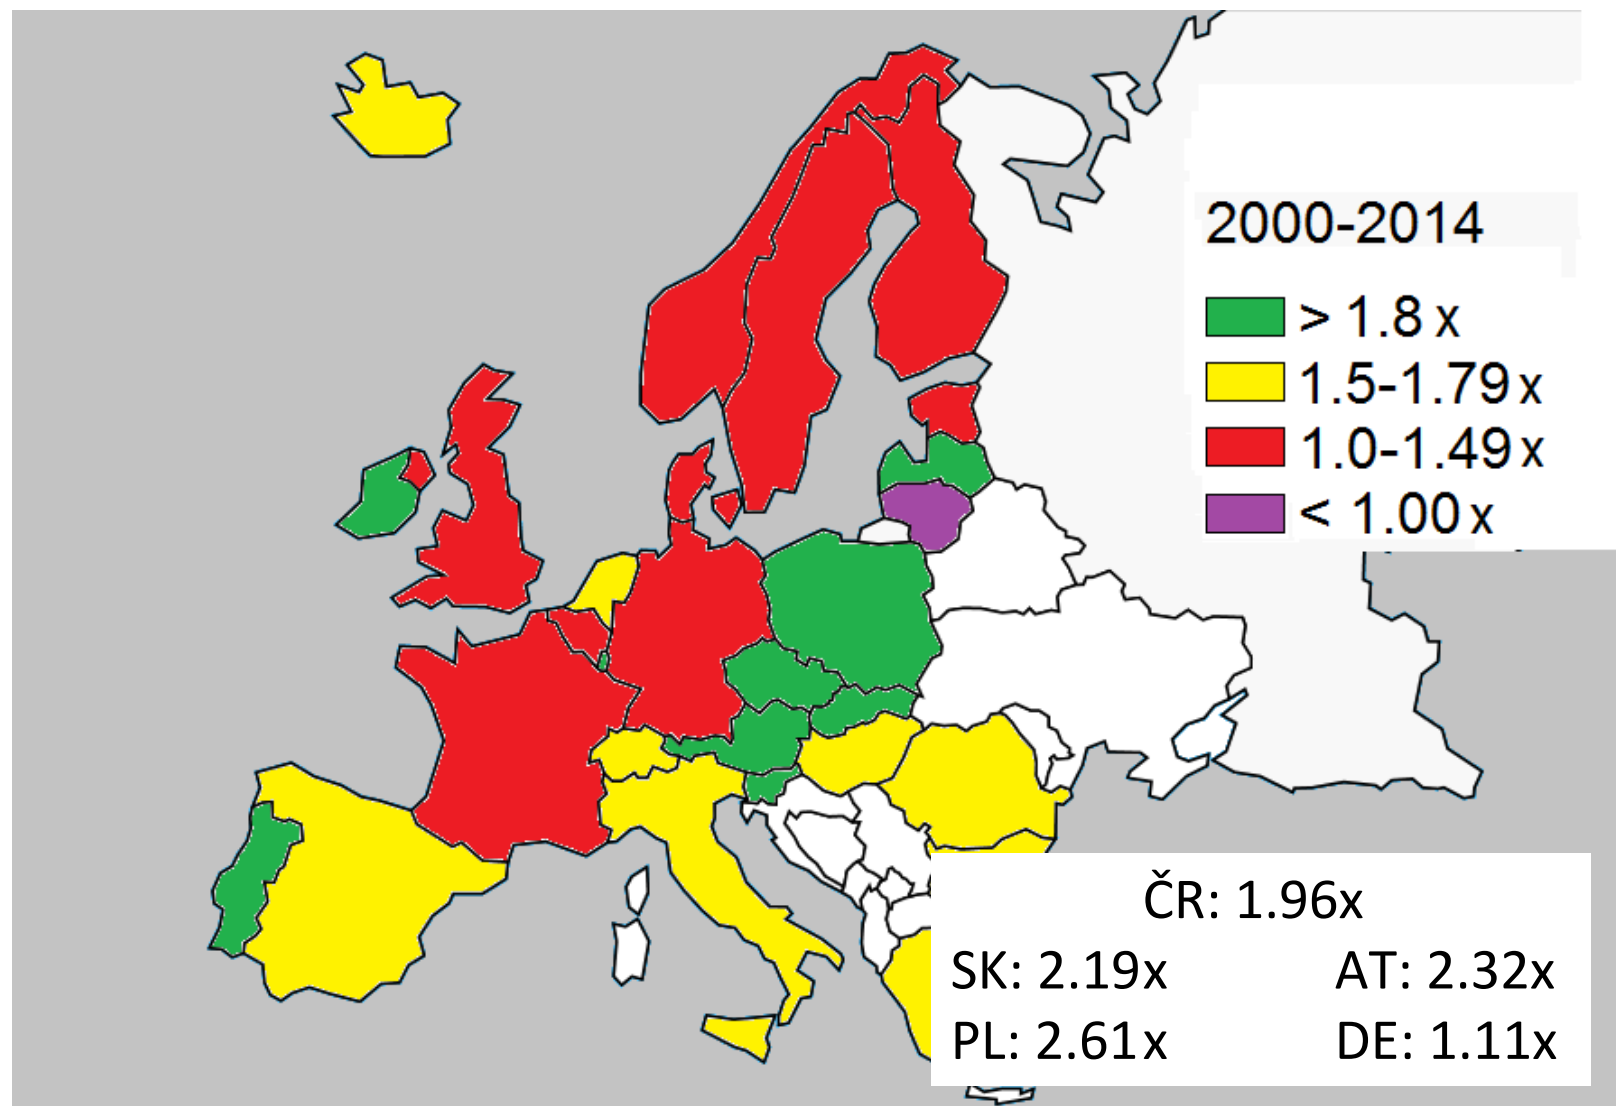 2000-2014
> 1.8 x
1.5-1.79 x
1.0-1.49 x
< 1.00 x
ČR: 1.96x
SK: 2.19x AT: 2.32x
PL: 2.61x DE: 1.11x